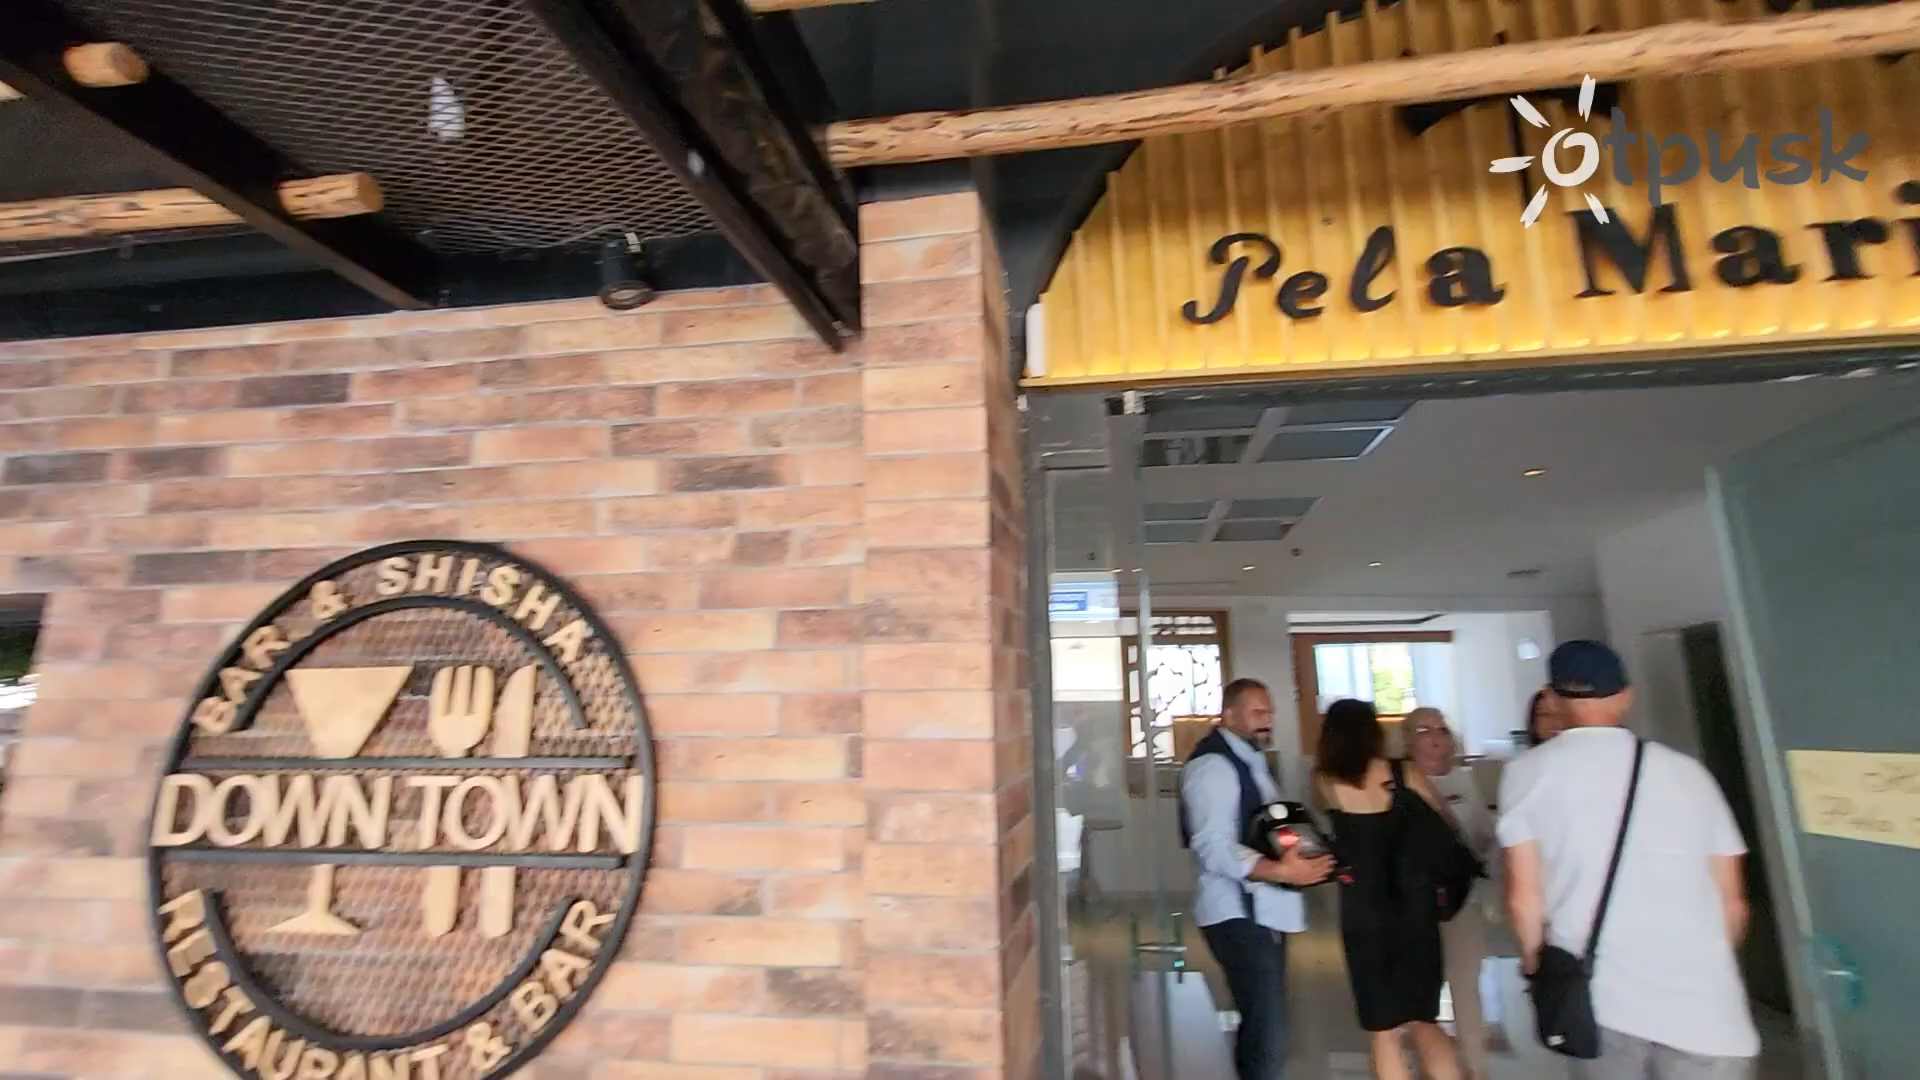 otpusk
Pela Mari
BAR & SHISHA
DOWN TOWN
RESTAURANT & BAR